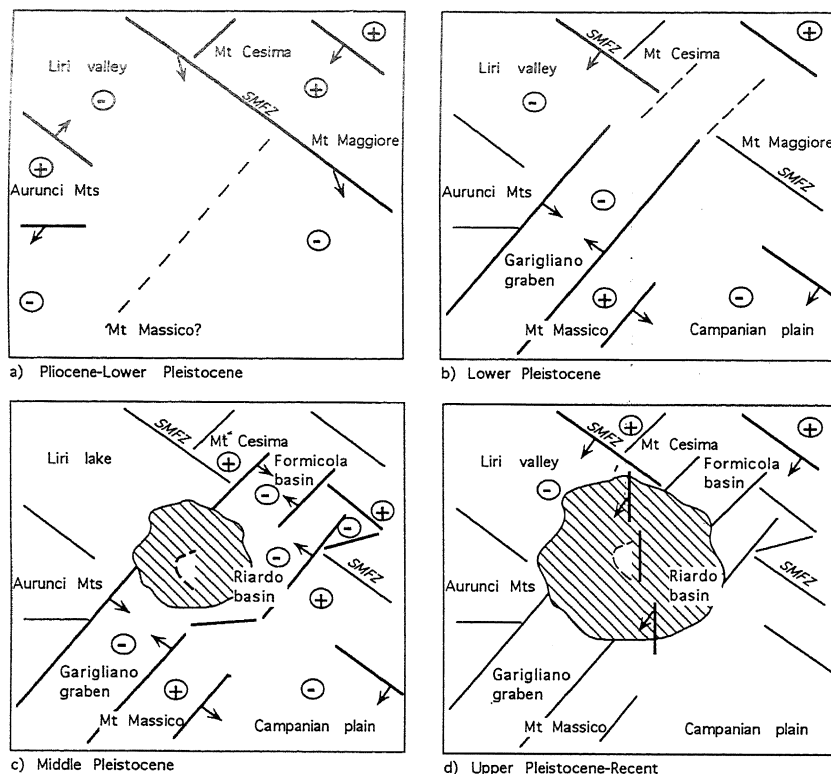 Mt Cesima
Liri valley
SMFZ
Mt Maggiore
Aurunci Mts
Mt Massico?
a) Pliocene-Lower Pleistocene
SMFZ
Mt Cesima
Liri valley
Mt Maggiore
SMFZ
Aurunci Mts
Garigliano
graben
Mt Massico
Campanian plain
b) Lower Pleistocene
SMFZ
Mt Cesima
Liri lake
Formicola
basin
SMFZ
Riardo
basin
Aurunci Mts
Garigliano
graben
Mt Massico
Campanian plain
c) Middle Pleistocene
SMFZ
Mt Cesima
Liri valley
Formicola
basin
SMFZ
Riardo
basin
Aurunci Mts
Garigliano
graben
Mt Massico
Campanian plain
d) Upper Pleistocene-Recent